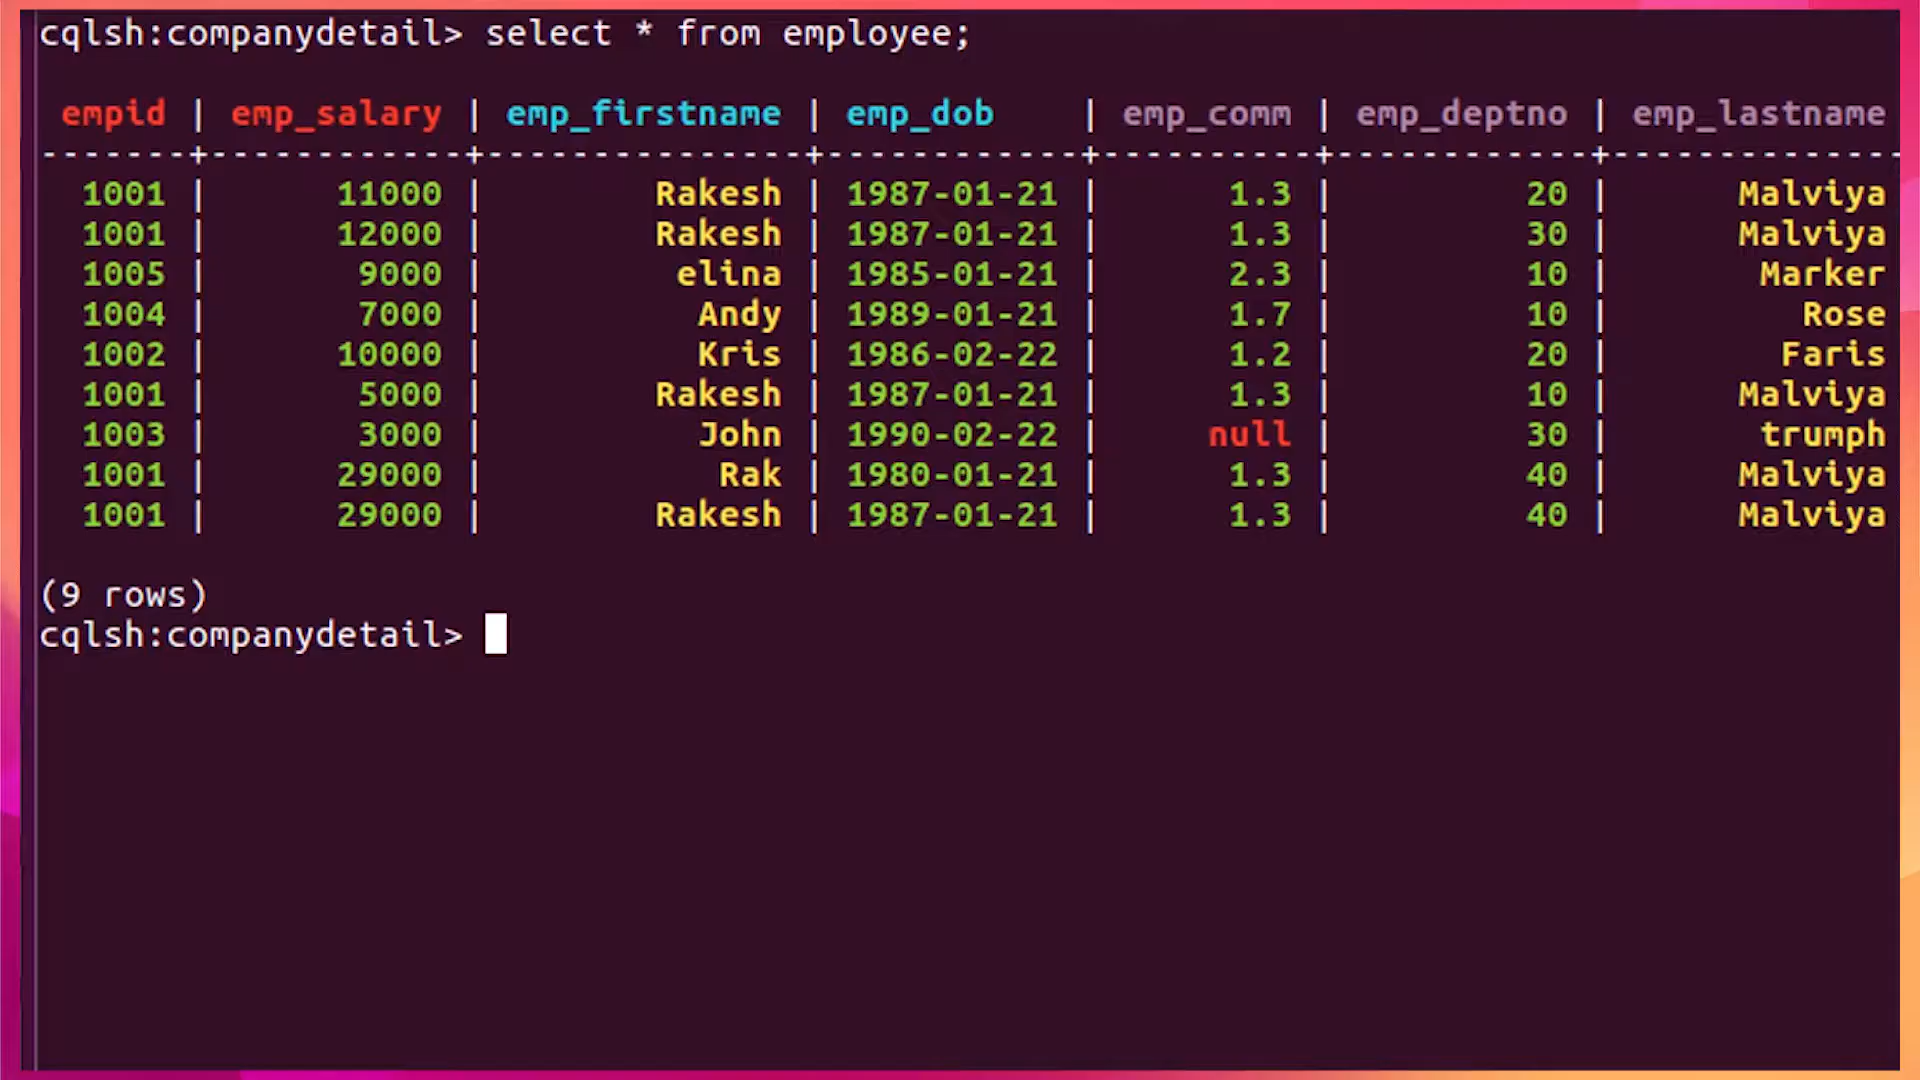 cqlsh:companydetail> select * from employee;
empid | emp_salary | emp_firstname | emp_dob | emp_comm | emp_deptno | emp_lastname
-------+------------+---------------+------------+----------+------------+--------------
1001 | 11000 | Rakesh | 1987-01-21 | 1.3 | 20 | Malviya
1001 | 12000 | Rakesh | 1987-01-21 | 1.3 | 30 | Malviya
1005 | 9000 | elina | 1985-01-21 | 2.3 | 10 | Marker
1004 | 7000 | Andy | 1989-01-21 | 1.7 | 10 | Rose
1002 | 10000 | Kris | 1986-02-22 | 1.2 | 20 | Faris
1001 | 5000 | Rakesh | 1987-01-21 | 1.3 | 10 | Malviya
1003 | 3000 | John | 1990-02-22 | null | 30 | trumph
1001 | 29000 | Rak | 1980-01-21 | 1.3 | 40 | Malviya
1001 | 29000 | Rakesh | 1987-01-21 | 1.3 | 40 | Malviya
(9 rows)
cqlsh:companydetail>